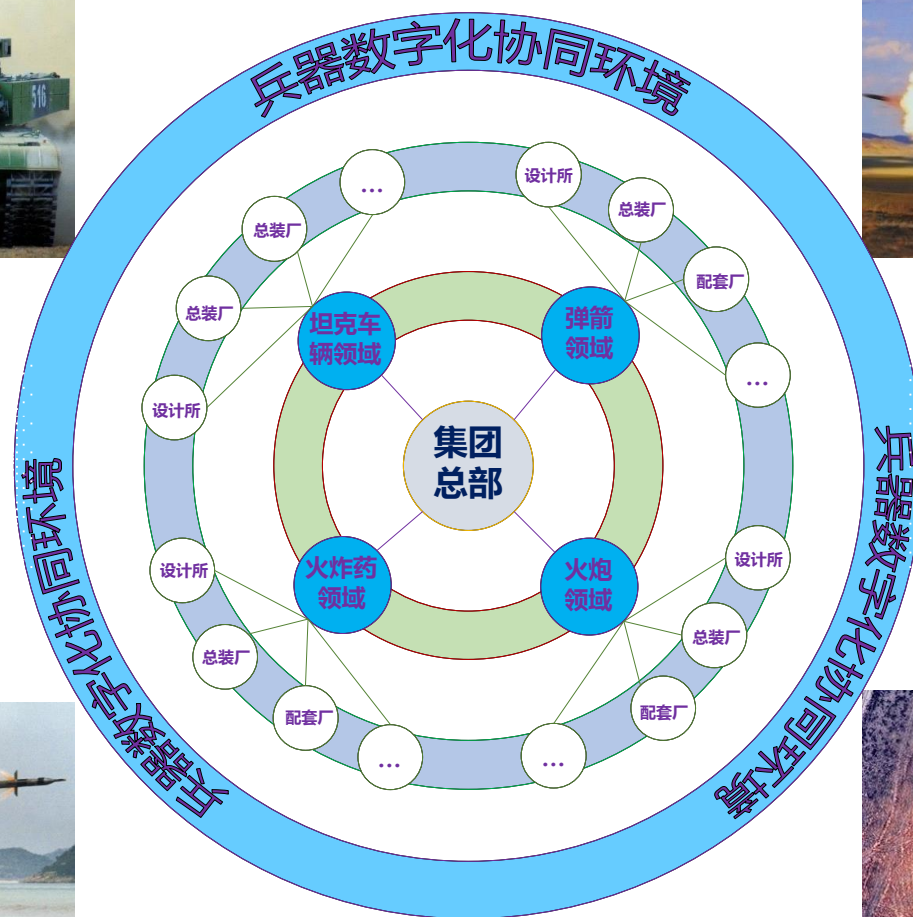 兵器数字化协同环境
516
...
设计所
总装厂
总装厂
配套厂
总装厂
坦克车
辆领域
弹箭
领域
...
设计所
集团
总部
兵器数字化协同环境
兵器数字化协同环境
火炸药
领域
火炮
领域
设计所
设计所
总装厂
总装厂
配套厂
配套厂
...
...